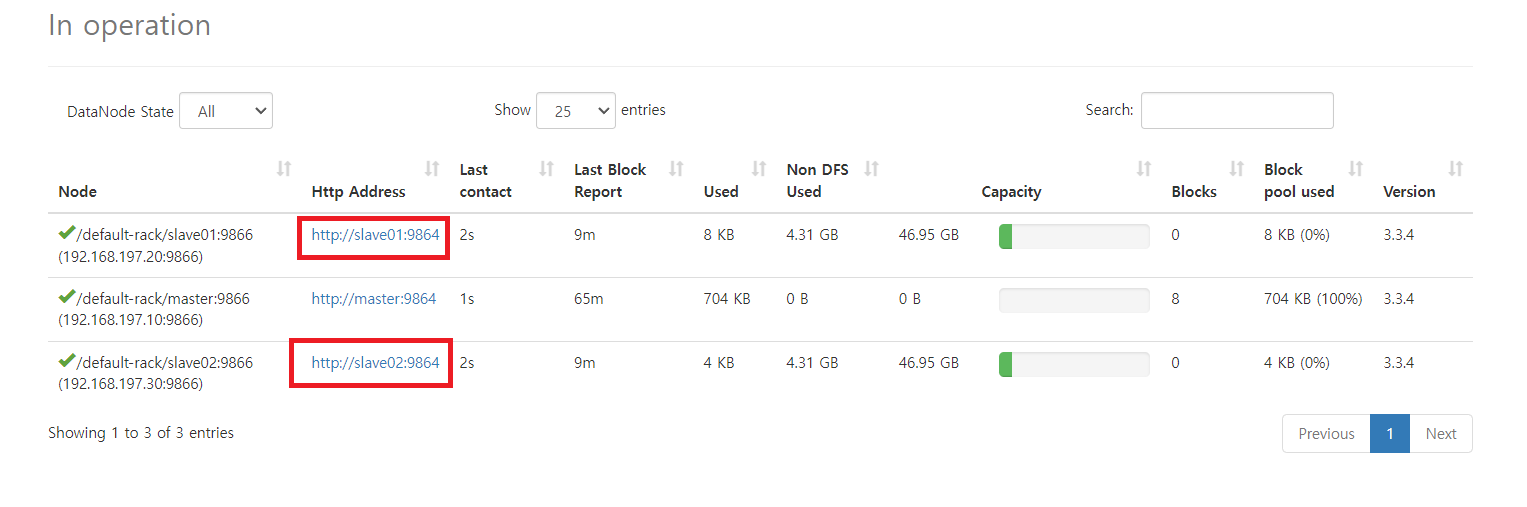 In operation
DataNode State All Show 25 entries Search:
Node Http Address Last contact Last Block Report Used Non DFS Used Capacity Blocks Block pool used Version
/default-rack/slave01:9866 http://slave01:9864 2s 9m 8 KB 4.31 GB 46.95 GB 0 8 KB (0%) 3.3.4
(192.168.197.20:9866)
/default-rack/master:9866 http://master:9864 1s 65m 704 KB 0 B 0 B 8 704 KB (100%) 3.3.4
(192.168.197.10:9866)
/default-rack/slave02:9866 http://slave02:9864 2s 9m 4 KB 4.31 GB 46.95 GB 0 4 KB (0%) 3.3.4
(192.168.197.30:9866)
Showing 1 to 3 of 3 entries Previous 1 Next